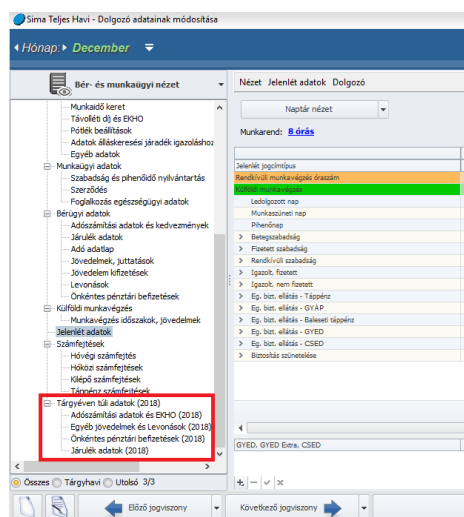 Sima Teljes Havi - Dolgozó adatainak módosítása
Hónap: December
Bér- és munkaügyi nézet
Munkaidő keret
Távolléti díj és EKHO
Pótlék beállítások
Adatok álláskeresési járadék igazoláshoz
Egyéb adatok
Munkaügyi adatok
Szabadság és pihenőidő nyilvántartás
Szerződés
Foglalkozás egészségügyi adatok
Bérügyi adatok
Adószámítási adatok és kedvezmények
Járulék adatok
Adó adatlap
Jövedelmek, juttatások
Jövedelem kifizetések
Levonások
Önkéntes pénztári befizetések
Külföldi munkavégzés
Munkavégzés időszakok, jövedelmek
Jelenlét adatok
Számfejtések
Hóvégi számfejtés
Hóközi számfejtések
Kilépő számfejtések
Táppénz számfejtések
Tárgyéven túli adatok (2018)
Adószámítási adatok és EKHO (2018)
Egyéb jövedelmek és Levonások (2018)
Önkéntes pénztári befizetések (2018)
Járulék adatok (2018)
Összes Tárgyhavi Utolsó 3/3
Nézet Jelenlét adatok Dolgozó
Naptár nézet
Munkarend: 8 órás
Jelenlét jogcímtípus
Rendkívüli munkavégzés óraszám
Külföldi munkavégzés
Ledolgozott nap
Munkaszüneti nap
Pihenőnap
Betegszabadság
Fizetett szabadság
Rendkívüli szabadság
Igazolt, fizetett
Igazolt, nem fizetett
Eg. bizt. ellátás - Táppénz
Eg. bizt. ellátás - GYÁP
Eg. bizt. ellátás - Baleseti táppénz
Eg. bizt. ellátás - GYED
Eg. bizt. ellátás - CSED
Biztosítás szünetelése
GYED, GYED Extra, CSED
Előző jogviszony
Következő jogviszony